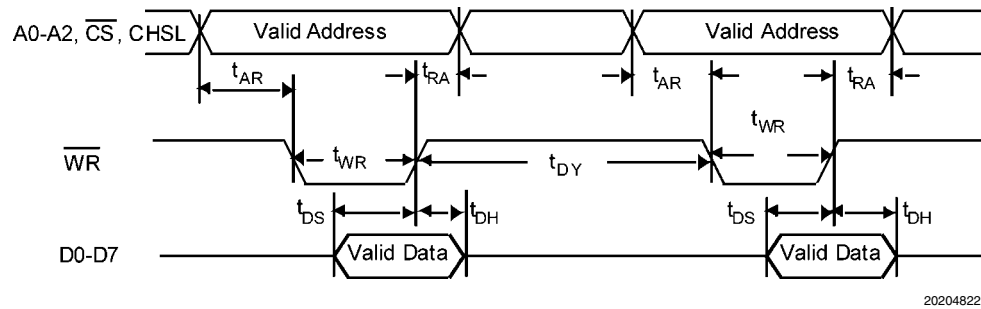 A0-A2, CS, CHSL Valid Address Valid Address
tAR tRA tAR tRA
WR tWR tDY tWR
tDS tDH tDS tDH
D0-D7 Valid Data Valid Data
20204822